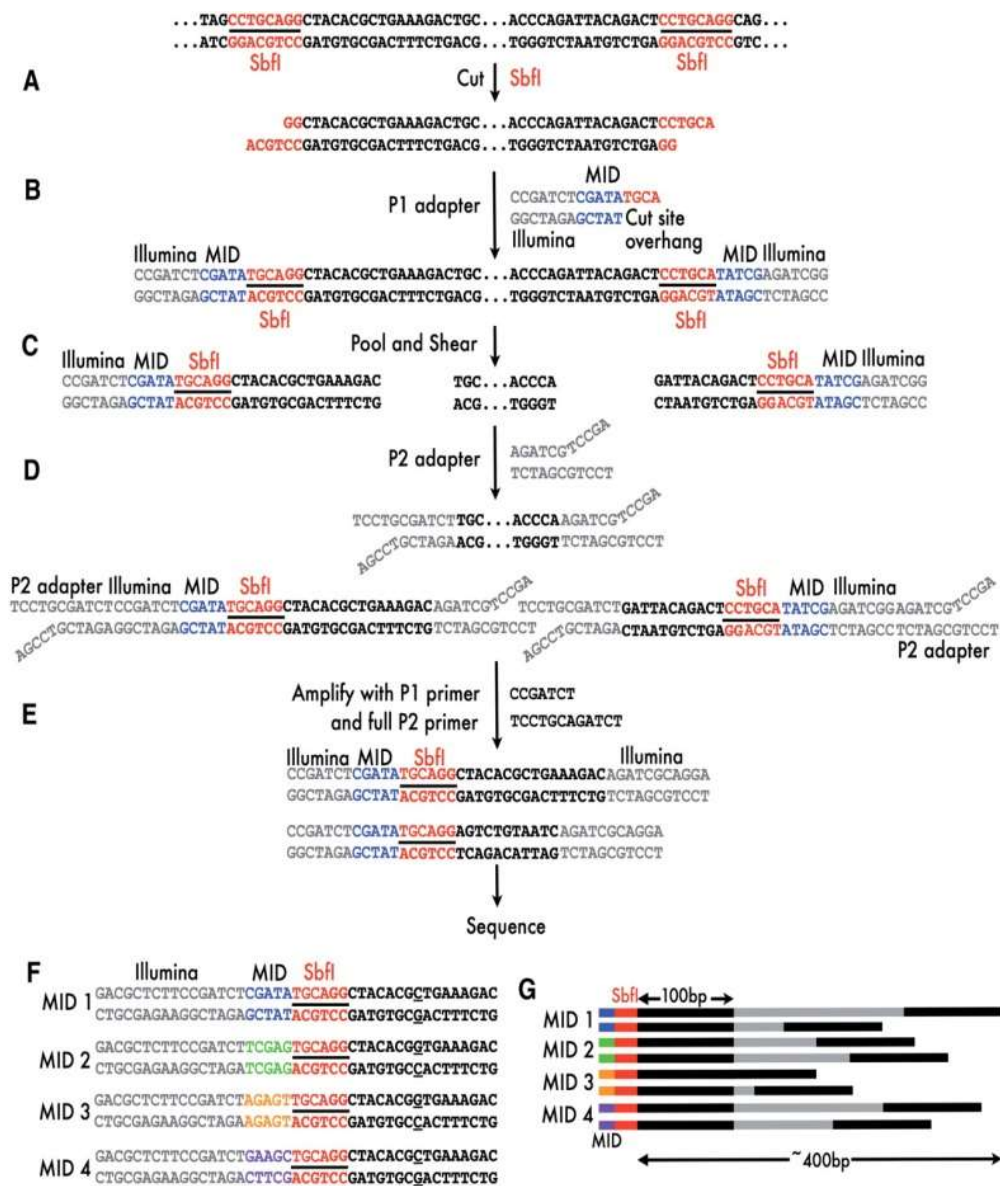 ...TAGCCTGCAGGCTACACGCTGAAAGACTGC...ACCCAGATTACAGACTCCTGCAGGCAG...
...ATCGGACGTCCGATGTGCGACTTTCTGACG...TGGGTCTAATGTCTGAGGACGTCCGTC...
SbfI SbfI
A Cut SbfI
GGCTACACGCTGAAAGACTGC...ACCCAGATTACAGACTCCTGCA
ACGTCCGATGTGCGACTTTCTGACG...TGGGTCTAATGTCTGAGG
B P1 adapter
MID
CCGATCTCGATATGCA
GGCTAGAGCTAT Cut site
Illumina overhang
Illumina MID MID Illumina
CCGATCTCGATATGCAGGCTACACGCTGAAAGACTGC...ACCCAGATTACAGACTCCTGCATATCGAGATCGG
GGCTAGAGCTATACGTCCGATGTGCGACTTTCTGACG...TGGGTCTAATGTCTGAGGACGTATAGCTCTAGCC
SbfI SbfI
C Pool and Shear
Illumina MID SbfI SbfI MID Illumina
CCGATCTCGATATGCAGGCTACACGCTGAAAGAC TGC...ACCCA GATTACAGACTCCTGCATATCGAGATCGG
GGCTAGAGCTATACGTCCGATGTGCGACTTTCTG ACG...TGGGT CTAATGTCTGAGGACGTATAGCTCTAGCC
D P2 adapter
AGATCGTCCGA
TCTAGCGTCCT
TCCTGCGATCTTGC...ACCCAAGATCGTCCGA
AGCCTGCTAGAACG...TGGGTTCTAGCGTCCT
P2 adapter Illumina MID SbfI SbfI MID Illumina
TCCTGCGATCTCCGATCTCGATATGCAGGCTACACGCTGAAAGACAGATCGTCCGA TCCTGCGATCTGATTACAGACTCCTGCATATCGAGATCGGAGATCGTCCGA
AGCCTGCTAGAGGCTAGAGCTATACGTCCGATGTGCGACTTTCTGTCTAGCGTCCT AGCCTGCTAGACTAATGTCTGAGGACGTATAGCTCTAGCCTCTAGCGTCCT
P2 adapter
E Amplify with P1 primer CCGATCT
and full P2 primer TCCTGCAGATCT
Illumina MID SbfI Illumina
CCGATCTCGATATGCAGGCTACACGCTGAAAGACAGATCGCAGGA
GGCTAGAGCTATACGTCCGATGTGCGACTTTCTGTCTAGCGTCCT
CCGATCTCGATATGCAGGAGTCTGTAATCAGATCGCAGGA
GGCTAGAGCTATACGTCCTCAGACATTAGTCTAGCGTCCT
Sequence
F Illumina MID SbfI
MID 1 GACGCTCTTCCGATCTCGATATGCAGGCTACACGCTGAAAGAC
CTGCGAGAAGGCTAGAGCTATACGTCCGATGTGCGACTTTCTG
MID 2 GACGCTCTTCCGATCTTCGAGTGCAGGCTACACGGTGAAAGAC
CTGCGAGAAGGCTAGATCGAGACGTCCGATGTGCCACTTTCTG
MID 3 GACGCTCTTCCGATCTAGAGTTGCAGGCTACACGGTGAAAGAC
CTGCGAGAAGGCTAGAAGAGTACGTCCGATGTGCCACTTTCTG
MID 4 GACGCTCTTCCGATCTGAAGCTGCAGGCTACACGCTGAAAGAC
CTGCGAGAAGGCTAGACTTCGACGTCCGATGTGCGACTTTCTG
G SbfI 100bp
MID 1
MID 2
MID 3
MID 4
MID
~400bp